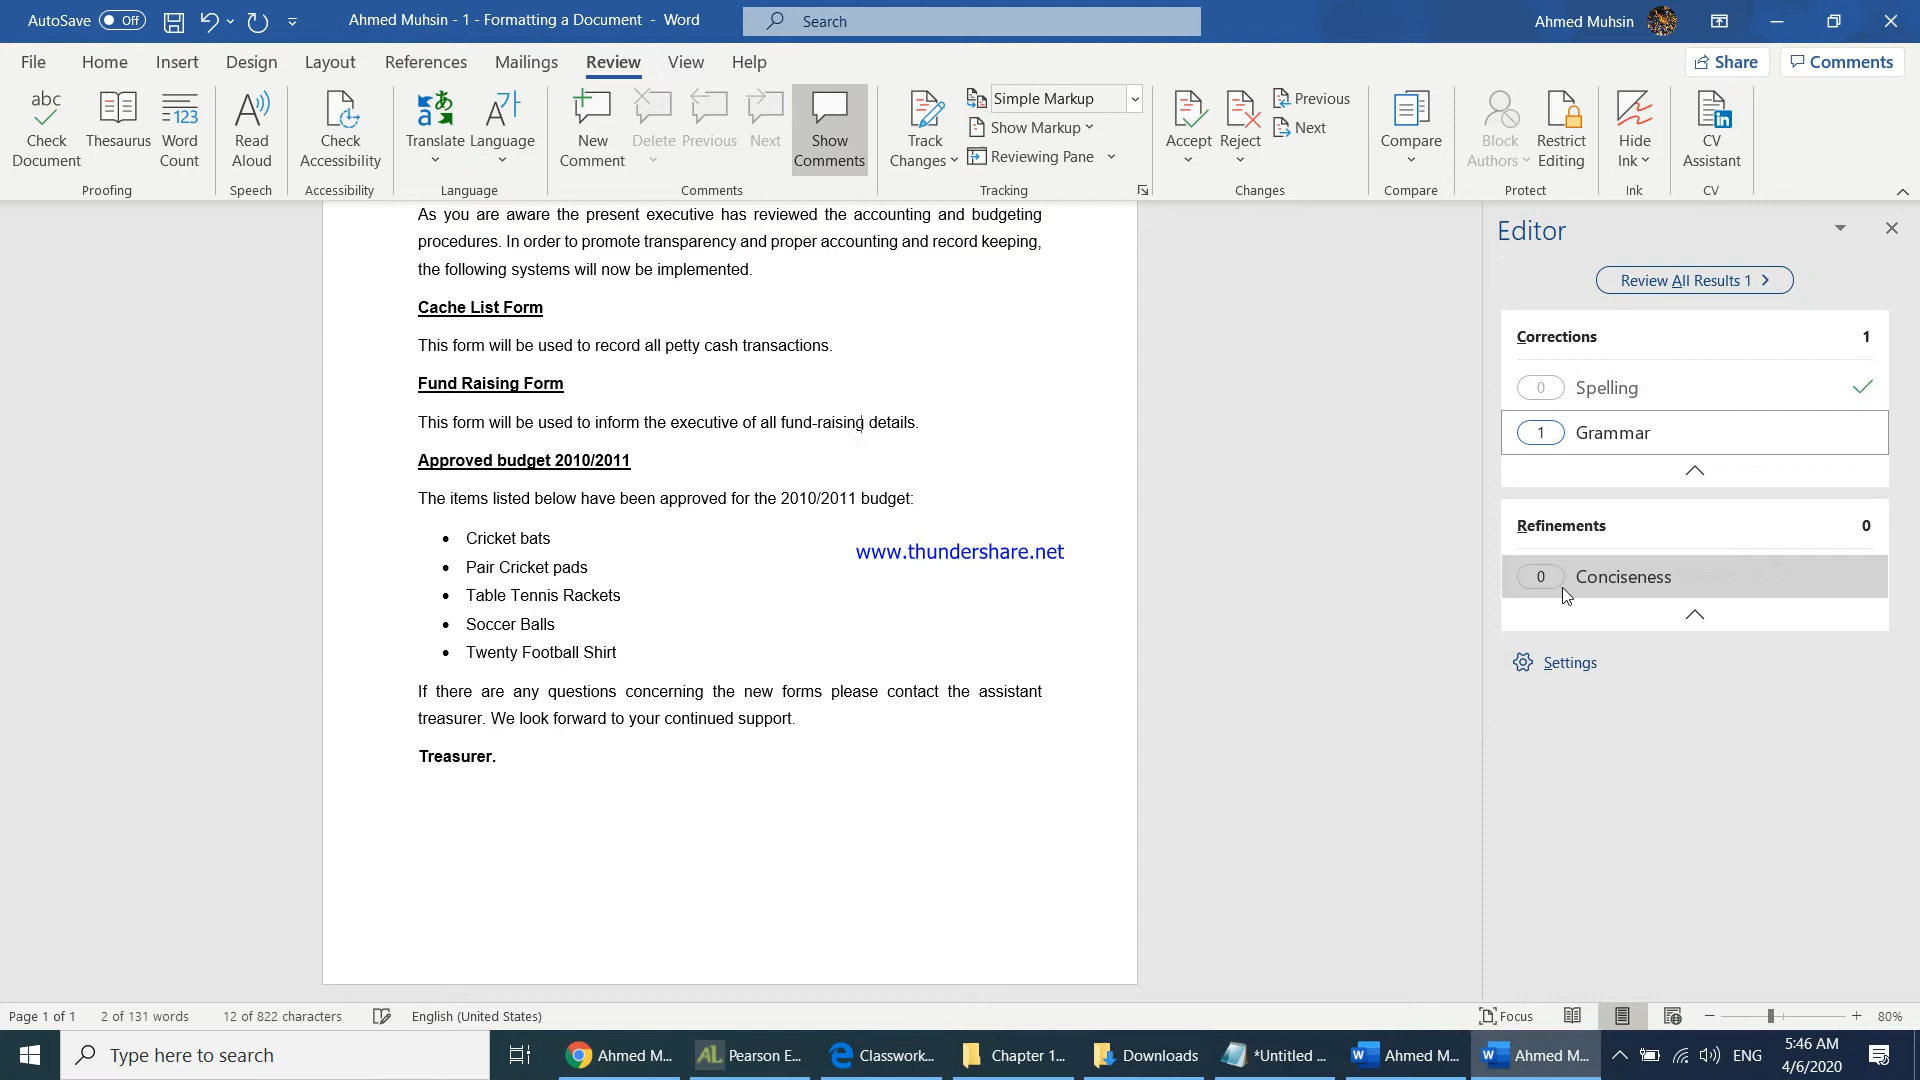 AutoSave Off
Ahmed Muhsin - 1 - Formatting a Document - Word
Search
Ahmed Muhsin
File Home Insert Design Layout References Mailings Review View Help
Share Comments
abc
Check Document
Thesaurus
123
Word Count
Proofing
Read Aloud
Speech
Check Accessibility
Accessibility
Translate
Language
Language
New Comment
Delete
Previous
Next
Show Comments
Comments
Track Changes
Simple Markup
Show Markup
Reviewing Pane
Tracking
Accept
Reject
Previous
Next
Changes
Compare
Compare
Block Authors
Restrict Editing
Protect
Hide Ink
Ink
in
CV Assistant
CV
As you are aware the present executive has reviewed the accounting and budgeting
procedures. In order to promote transparency and proper accounting and record keeping,
the following systems will now be implemented.
Cache List Form
This form will be used to record all petty cash transactions.
Fund Raising Form
This form will be used to inform the executive of all fund-raising details.
Approved budget 2010/2011
The items listed below have been approved for the 2010/2011 budget:
• Cricket bats
• Pair Cricket pads
• Table Tennis Rackets
• Soccer Balls
• Twenty Football Shirt
www.thundershare.net
If there are any questions concerning the new forms please contact the assistant
treasurer. We look forward to your continued support.
Treasurer.
Editor
Review All Results 1
Corrections 1
0 Spelling
1 Grammar
Refinements 0
0 Conciseness
Settings
Page 1 of 1 2 of 131 words 12 of 822 characters English (United States)
Focus 80%
Type here to search
Ahmed M...
AL Pearson E...
Classwork...
Chapter 1...
Downloads
*Untitled ...
Ahmed M...
Ahmed M...
ENG
5:46 AM
4/6/2020